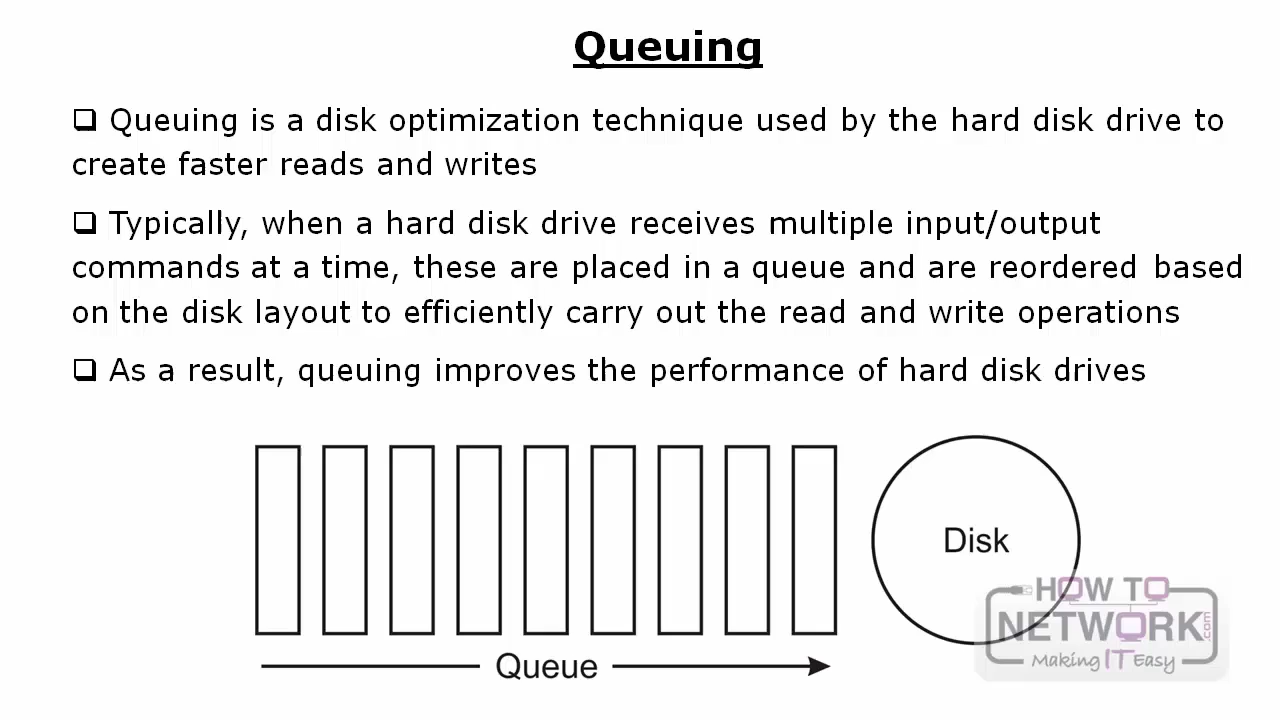 Queuing
❑ Queuing is a disk optimization technique used by the hard disk drive to
create faster reads and writes
❑ Typically, when a hard disk drive receives multiple input/output
commands at a time, these are placed in a queue and are reordered based
on the disk layout to efficiently carry out the read and write operations
❑ As a result, queuing improves the performance of hard disk drives
Disk
Queue
HOW TO
NETWORK.com
Making IT Easy